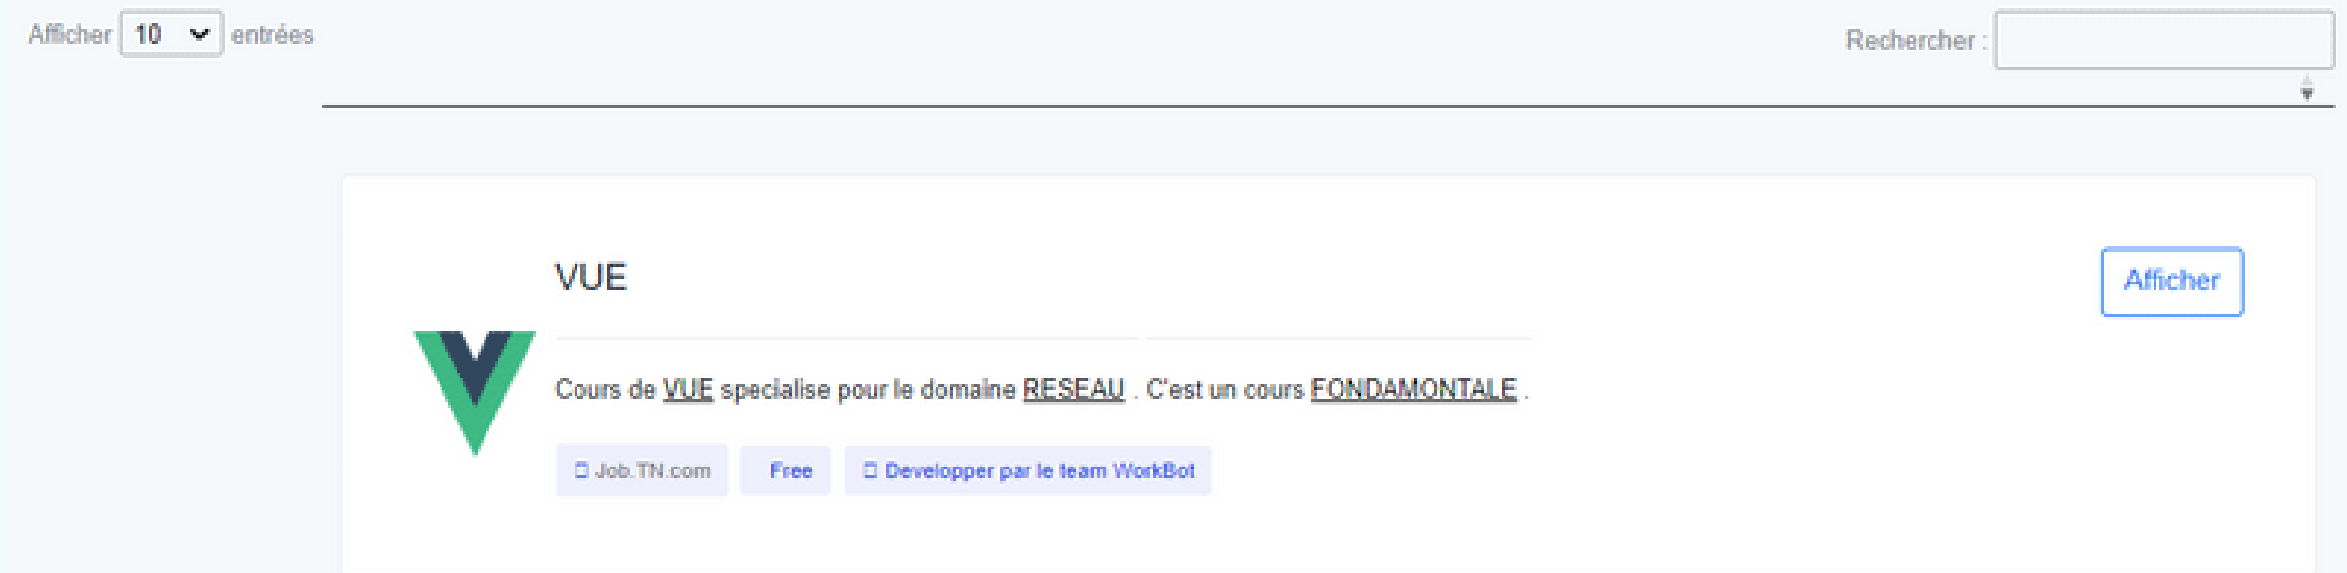 Afficher 10 entrées
Rechercher :
VUE
Afficher
Cours de VUE specialise pour le domaine RESEAU . C'est un cours FONDAMONTALE .
Job.TN.com Free Developper par le team WorkBot